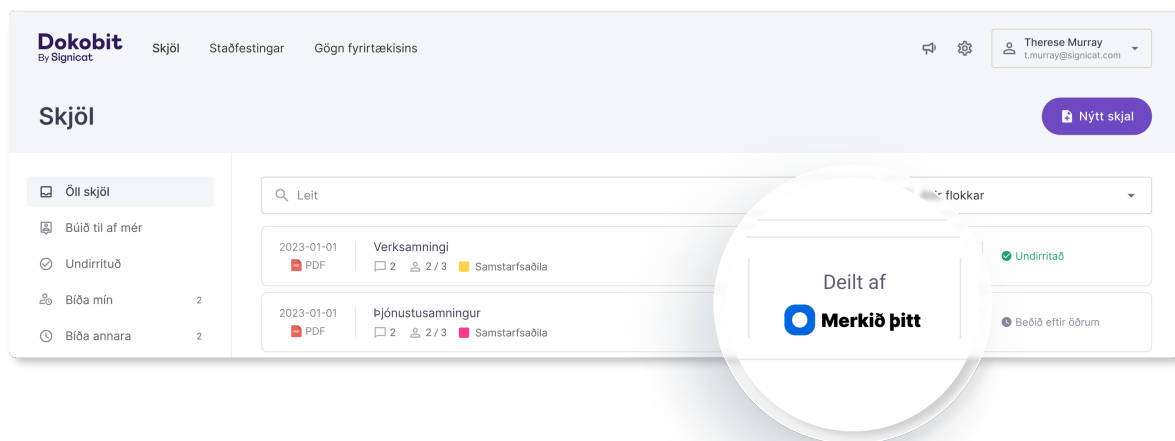 Dokobit
By Signicat
Skjöl
Staðfestingar
Gögn fyrirtækisins
Therese Murray
t.murray@signicat.com
Skjöl
Nýtt skjal
Öll skjöl
Búið til af mér
Undirrituð
Bíða mín 2
Bíða annara 2
Leit
flokkar
2023-01-01
PDF
Verksamningi
2 2 / 3 Samstarfsaðila
Undirritað
2023-01-01
PDF
Þjónustusamningur
2 2 / 3 Samstarfsaðila
Beðið eftir öðrum
Deilt af
Merkið þitt